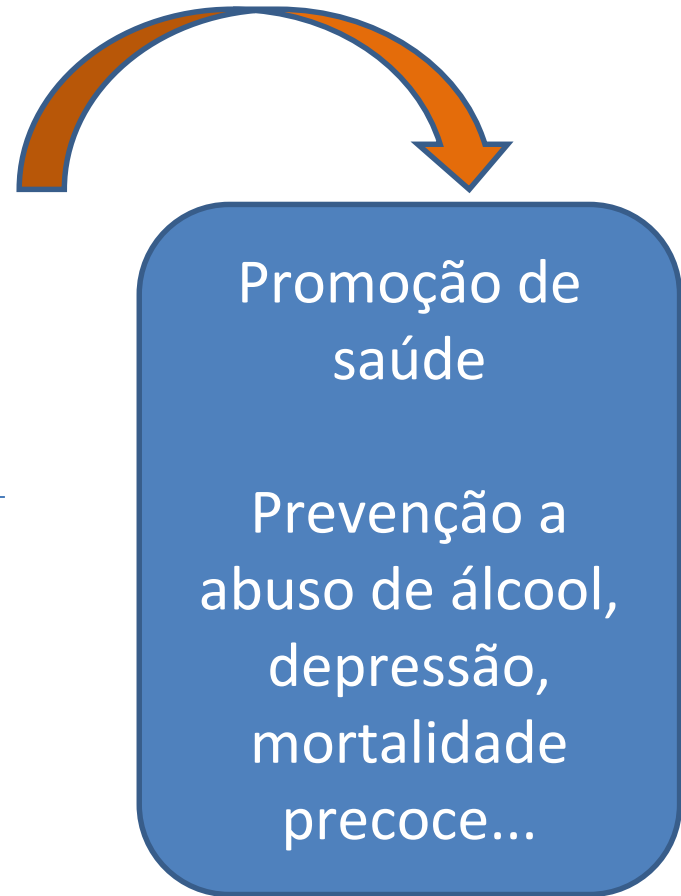 Promoção de
saúde
Prevenção a
abuso de álcool,
depressão,
mortalidade
precoce...